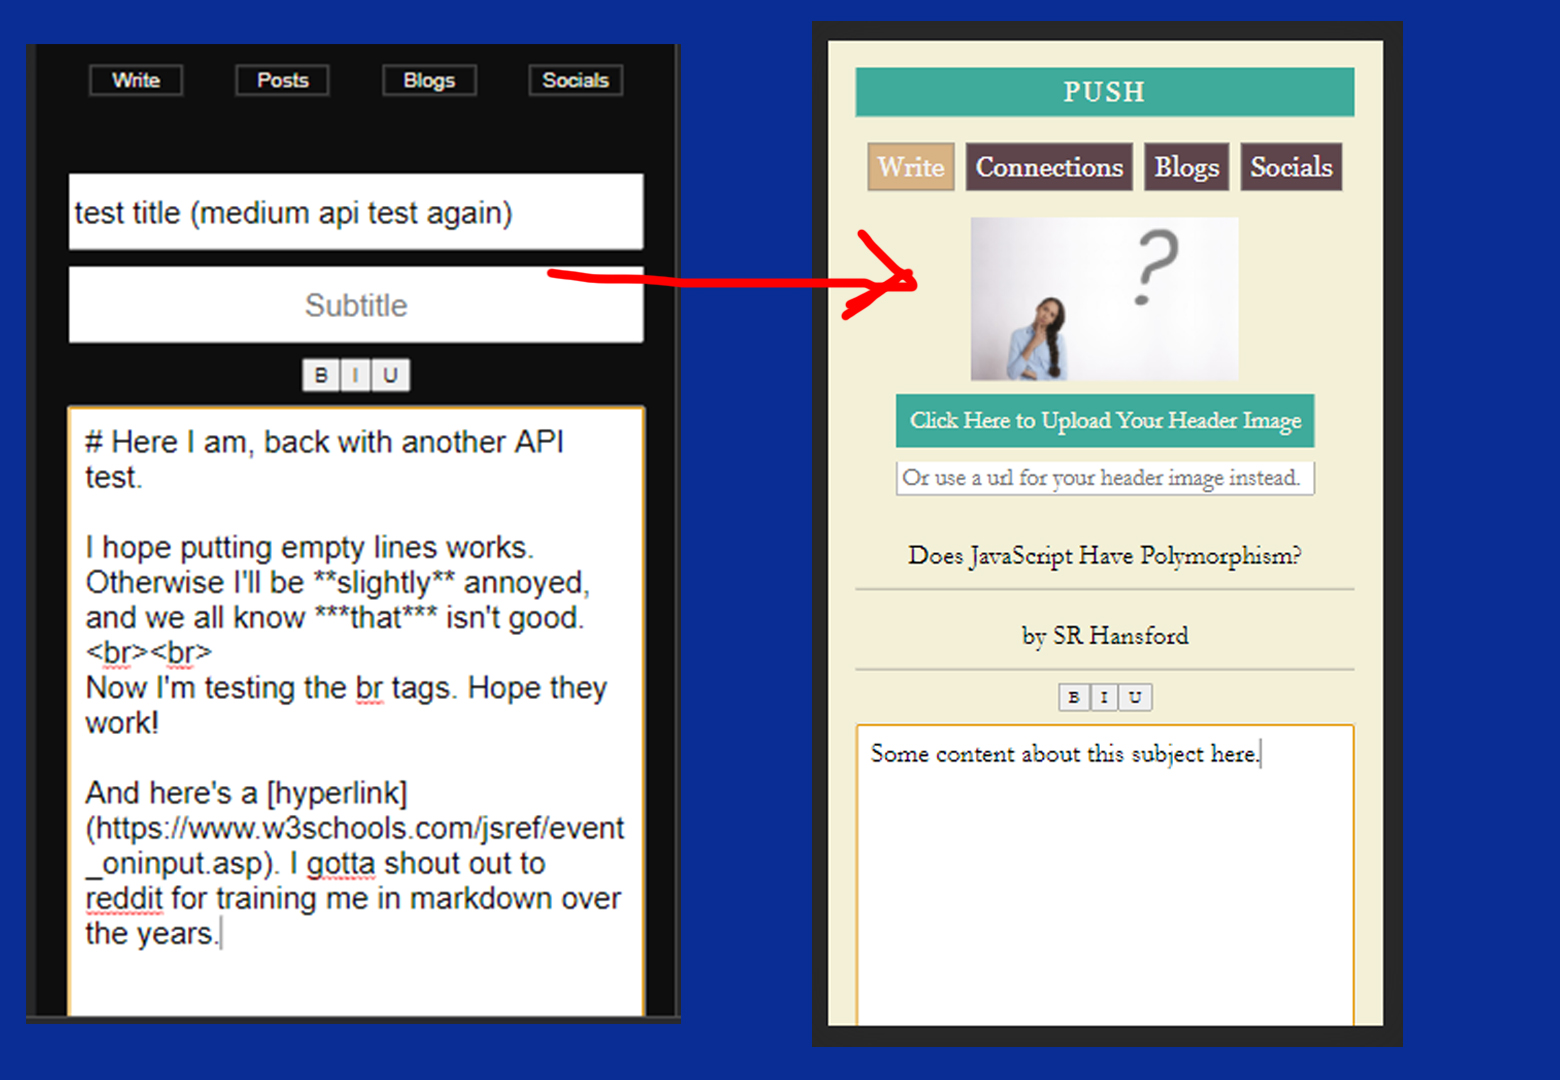 Write Posts Blogs Socials
test title (medium api test again)
Subtitle
B I U
# Here I am, back with another API
test.
I hope putting empty lines works.
Otherwise I'll be **slightly** annoyed,
and we all know ***that*** isn't good.
<br><br>
Now I'm testing the br tags. Hope they
work!
And here's a [hyperlink]
(https://www.w3schools.com/jsref/event
_oninput.asp). I gotta shout out to
reddit for training me in markdown over
the years.
PUSH
Write Connections Blogs Socials
?
Click Here to Upload Your Header Image
Or use a url for your header image instead.
Does JavaScript Have Polymorphism?
by SR Hansford
B I U
Some content about this subject here.